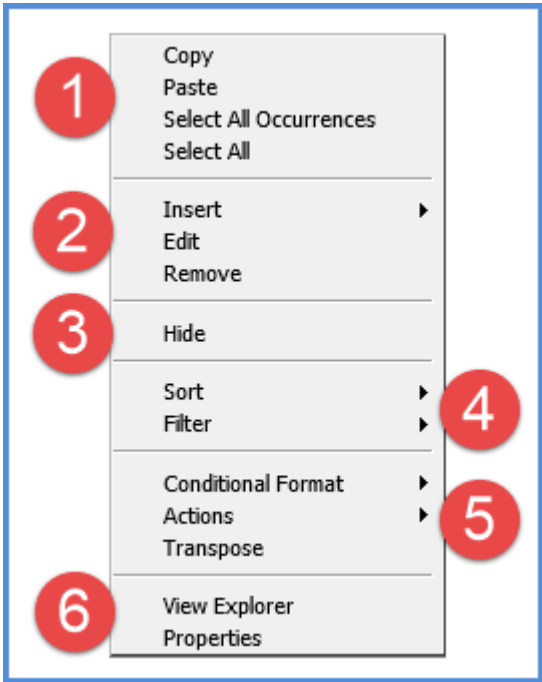 1
Copy
Paste
Select All Occurrences
Select All
2
Insert
Edit
Remove
3
Hide
4
Sort
Filter
5
Conditional Format
Actions
Transpose
6
View Explorer
Properties